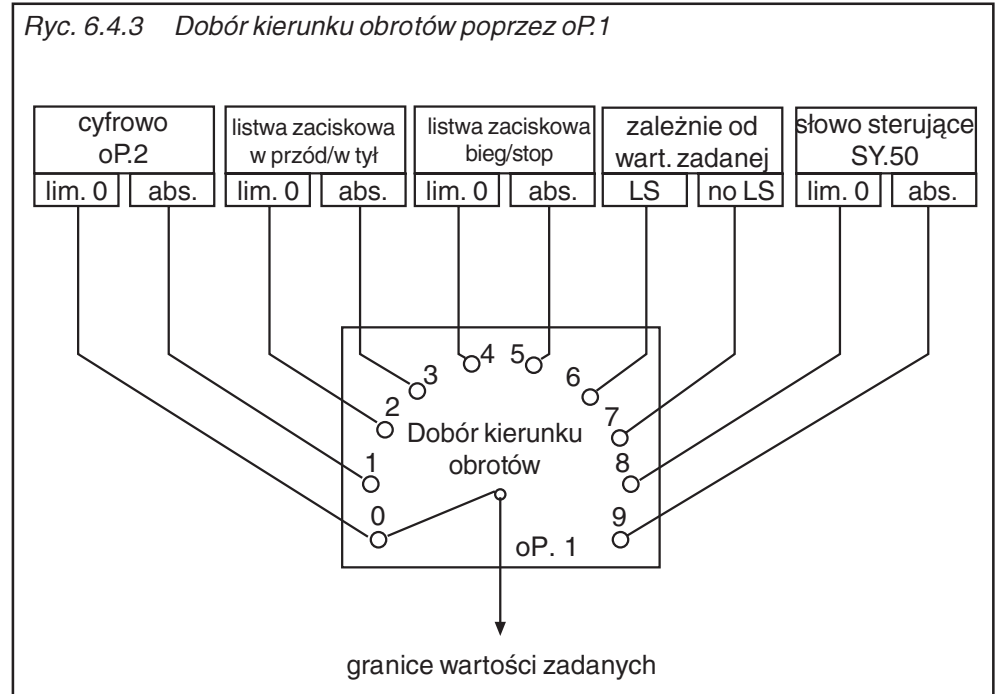 Ryc. 6.4.3 Dobór kierunku obrotów poprzez oP.1
cyfrowo
oP.2
lim. 0 abs.
listwa zaciskowa
w przód/w tył
lim. 0 abs.
listwa zaciskowa
bieg/stop
lim. 0 abs.
zależnie od
wart. zadanej
LS no LS
słowo sterujące
SY.50
lim. 0 abs.
0
1
2
3
4
5
6
7
8
9
Dobór kierunku
obrotów
oP. 1
granice wartości zadanych